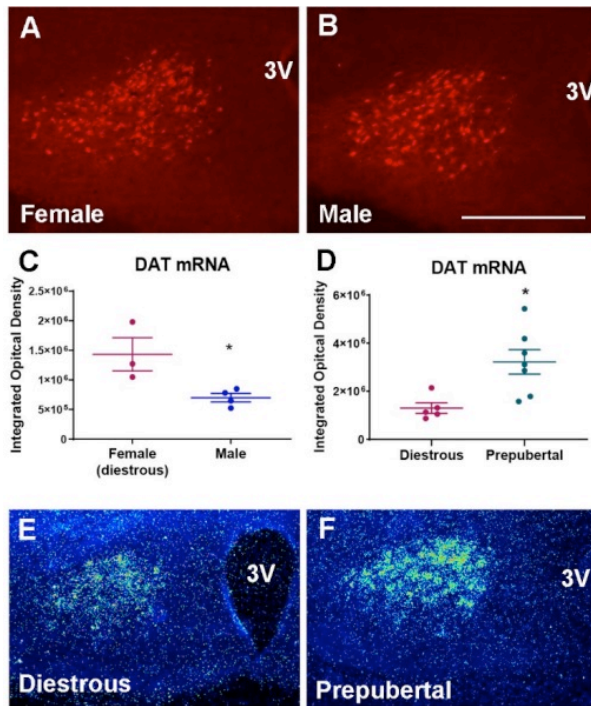 A
3V
Female
B
3V
Male
C
DAT mRNA
Integrated Opitcal Density
2.5×10⁶
2×10⁶
1.5×10⁶
1×10⁶
5×10⁵
0
*
Female
(diestrous)
Male
D
DAT mRNA
Integrated Opitcal Density
6×10⁶
4×10⁶
2×10⁶
0
*
Diestrous
Prepubertal
E
3V
Diestrous
F
3V
Prepubertal